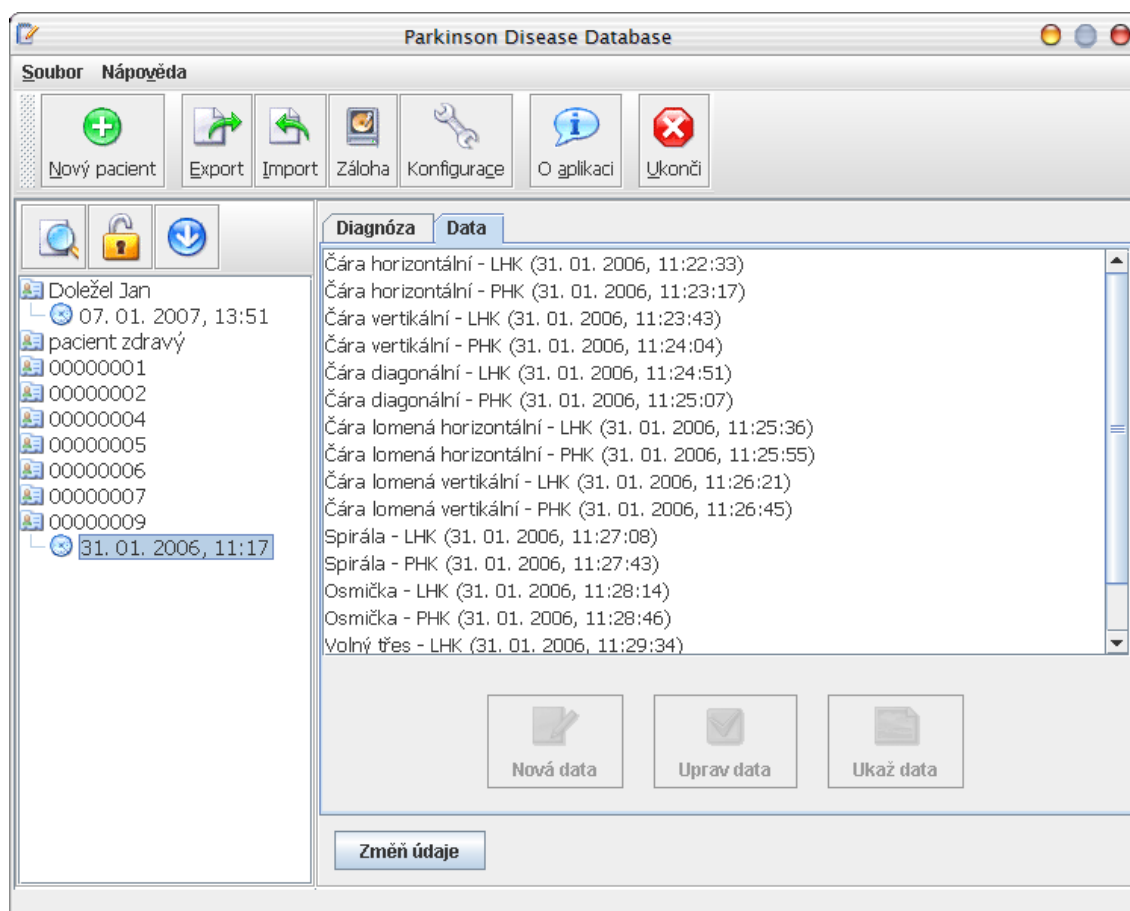 Parkinson Disease Database
Soubor Nápověda
Nový pacient Export Import Záloha Konfigurace O aplikaci Ukonči
Doležel Jan
07. 01. 2007, 13:51
pacient zdravý
00000001
00000002
00000004
00000005
00000006
00000007
00000009
31. 01. 2006, 11:17
Diagnóza Data
Čára horizontální - LHK (31. 01. 2006, 11:22:33)
Čára horizontální - PHK (31. 01. 2006, 11:23:17)
Čára vertikální - LHK (31. 01. 2006, 11:23:43)
Čára vertikální - PHK (31. 01. 2006, 11:24:04)
Čára diagonální - LHK (31. 01. 2006, 11:24:51)
Čára diagonální - PHK (31. 01. 2006, 11:25:07)
Čára lomená horizontální - LHK (31. 01. 2006, 11:25:36)
Čára lomená horizontální - PHK (31. 01. 2006, 11:25:55)
Čára lomená vertikální - LHK (31. 01. 2006, 11:26:21)
Čára lomená vertikální - PHK (31. 01. 2006, 11:26:45)
Spirála - LHK (31. 01. 2006, 11:27:08)
Spirála - PHK (31. 01. 2006, 11:27:43)
Osmička - LHK (31. 01. 2006, 11:28:14)
Osmička - PHK (31. 01. 2006, 11:28:46)
Volný třes - LHK (31. 01. 2006, 11:29:34)
Nová data Uprav data Ukaž data
Změň údaje